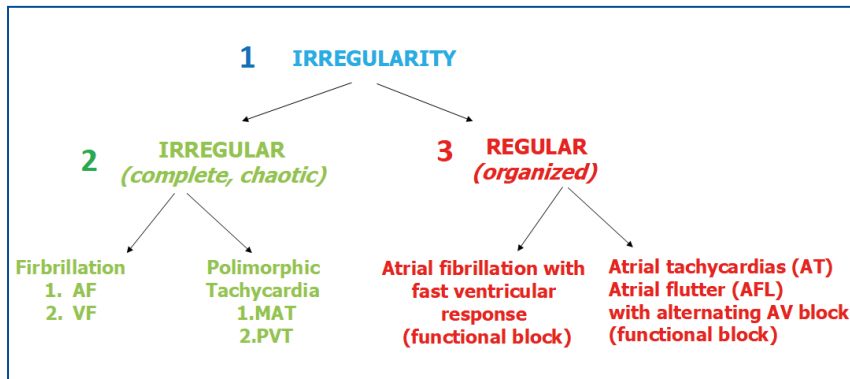 1 IRREGULARITY
2 IRREGULAR
(complete, chaotic)
3 REGULAR
(organized)
Firbrillation
1. AF
2. VF
Polimorphic
Tachycardia
1.MAT
2.PVT
Atrial fibrillation with
fast ventricular
response
(functional block)
Atrial tachycardias (AT)
Atrial flutter (AFL)
with alternating AV block
(functional block)